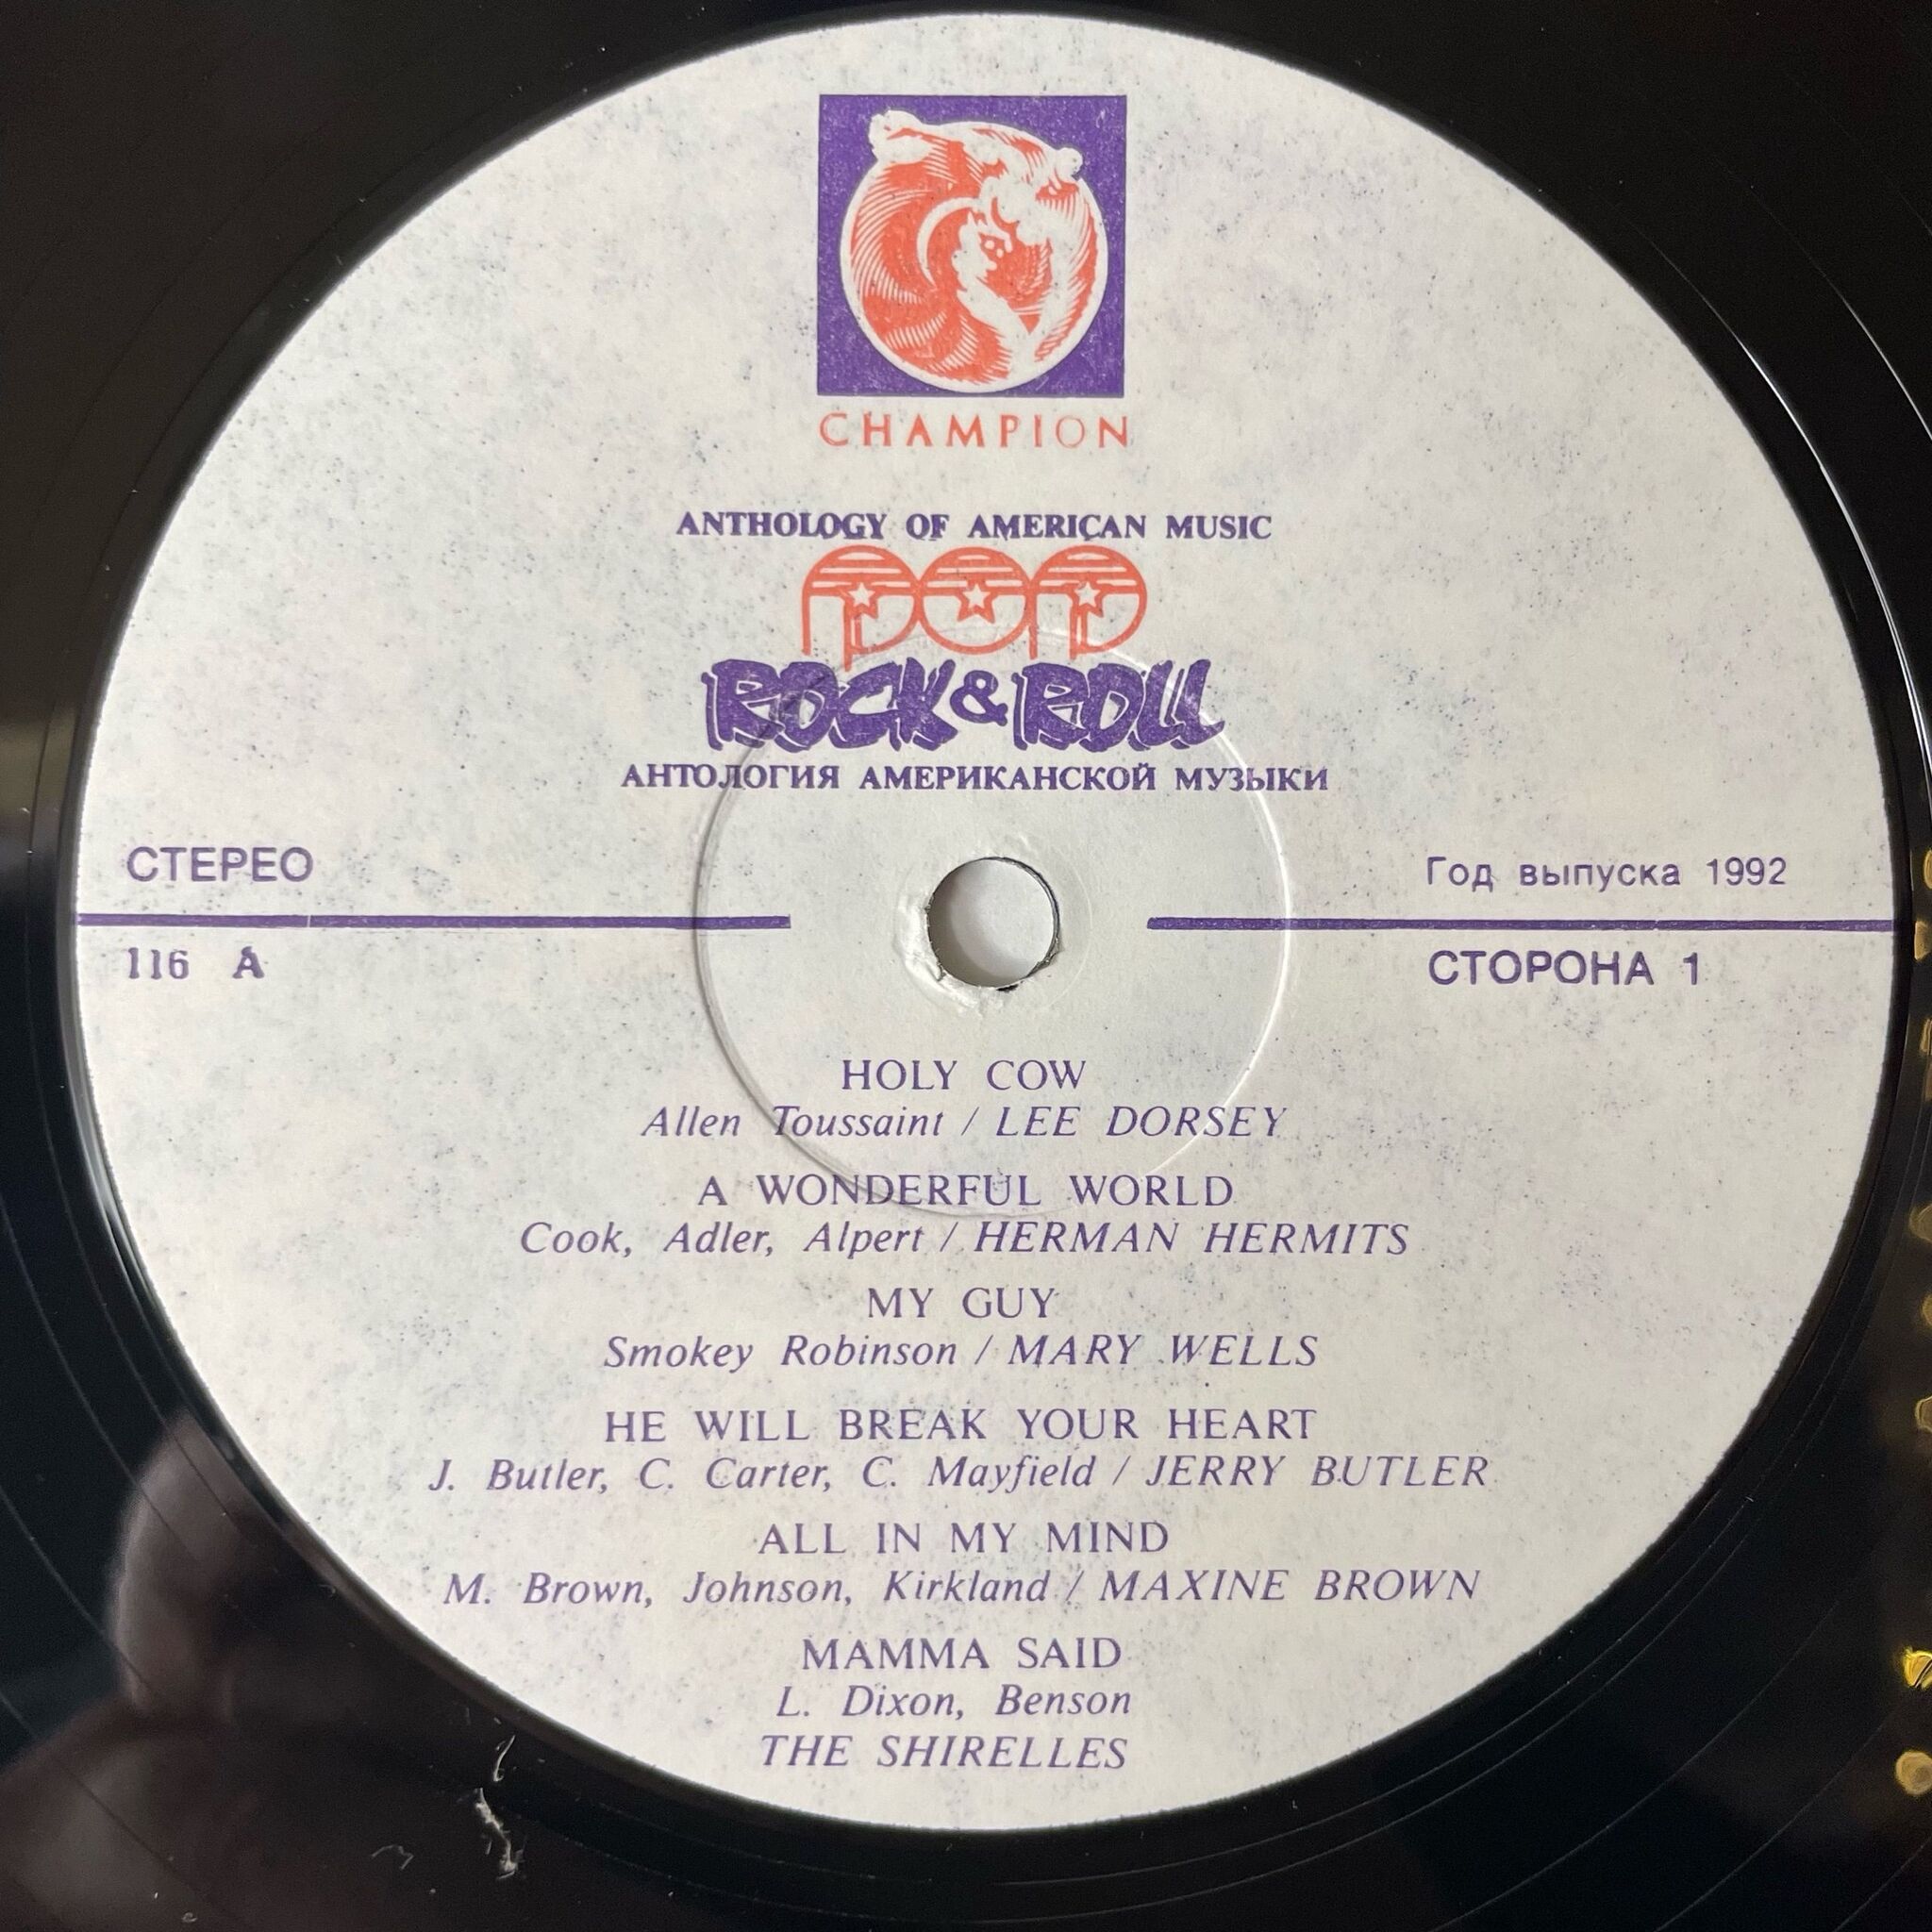 CHAMPION
ANTHOLOGY OF AMERICAN MUSIC
POP
ROCK & ROLL
АНТОЛОГИЯ АМЕРИКАНСКОЙ МУЗЫКИ
СТЕРЕО
Год выпуска 1992
116 A
СТОРОНА 1
HOLY COW
Allen Toussaint / LEE DORSEY
A WONDERFUL WORLD
Cook, Adler, Alpert / HERMAN HERMITS
MY GUY
Smokey Robinson / MARY WELLS
HE WILL BREAK YOUR HEART
J. Butler, C. Carter, C. Mayfield / JERRY BUTLER
ALL IN MY MIND
M. Brown, Johnson, Kirkland / MAXINE BROWN
MAMMA SAID
L. Dixon, Benson
THE SHIRELLES